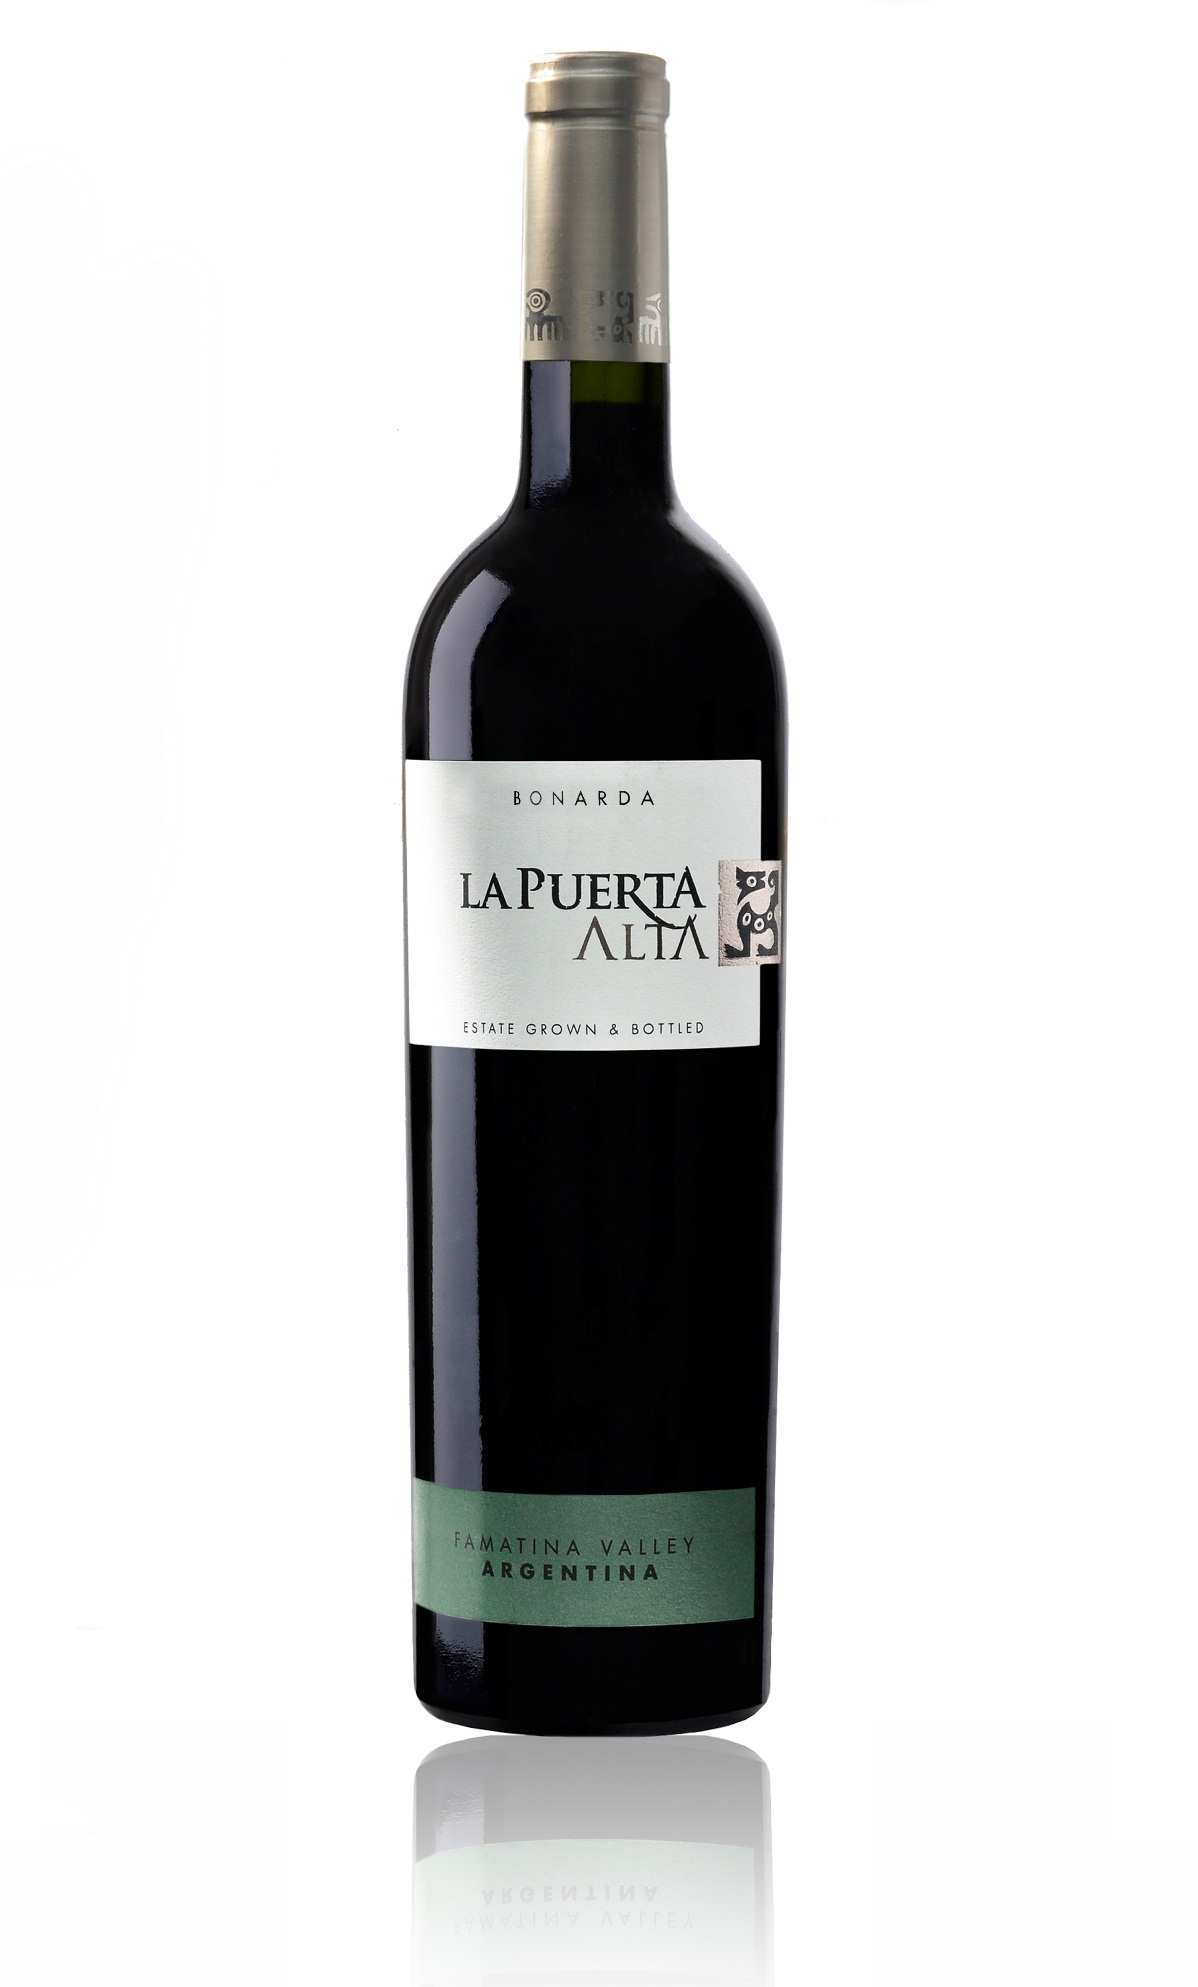 BONARDA
LA PUERTA
ALTA
ESTATE GROWN & BOTTLED
FAMATINA VALLEY
ARGENTINA